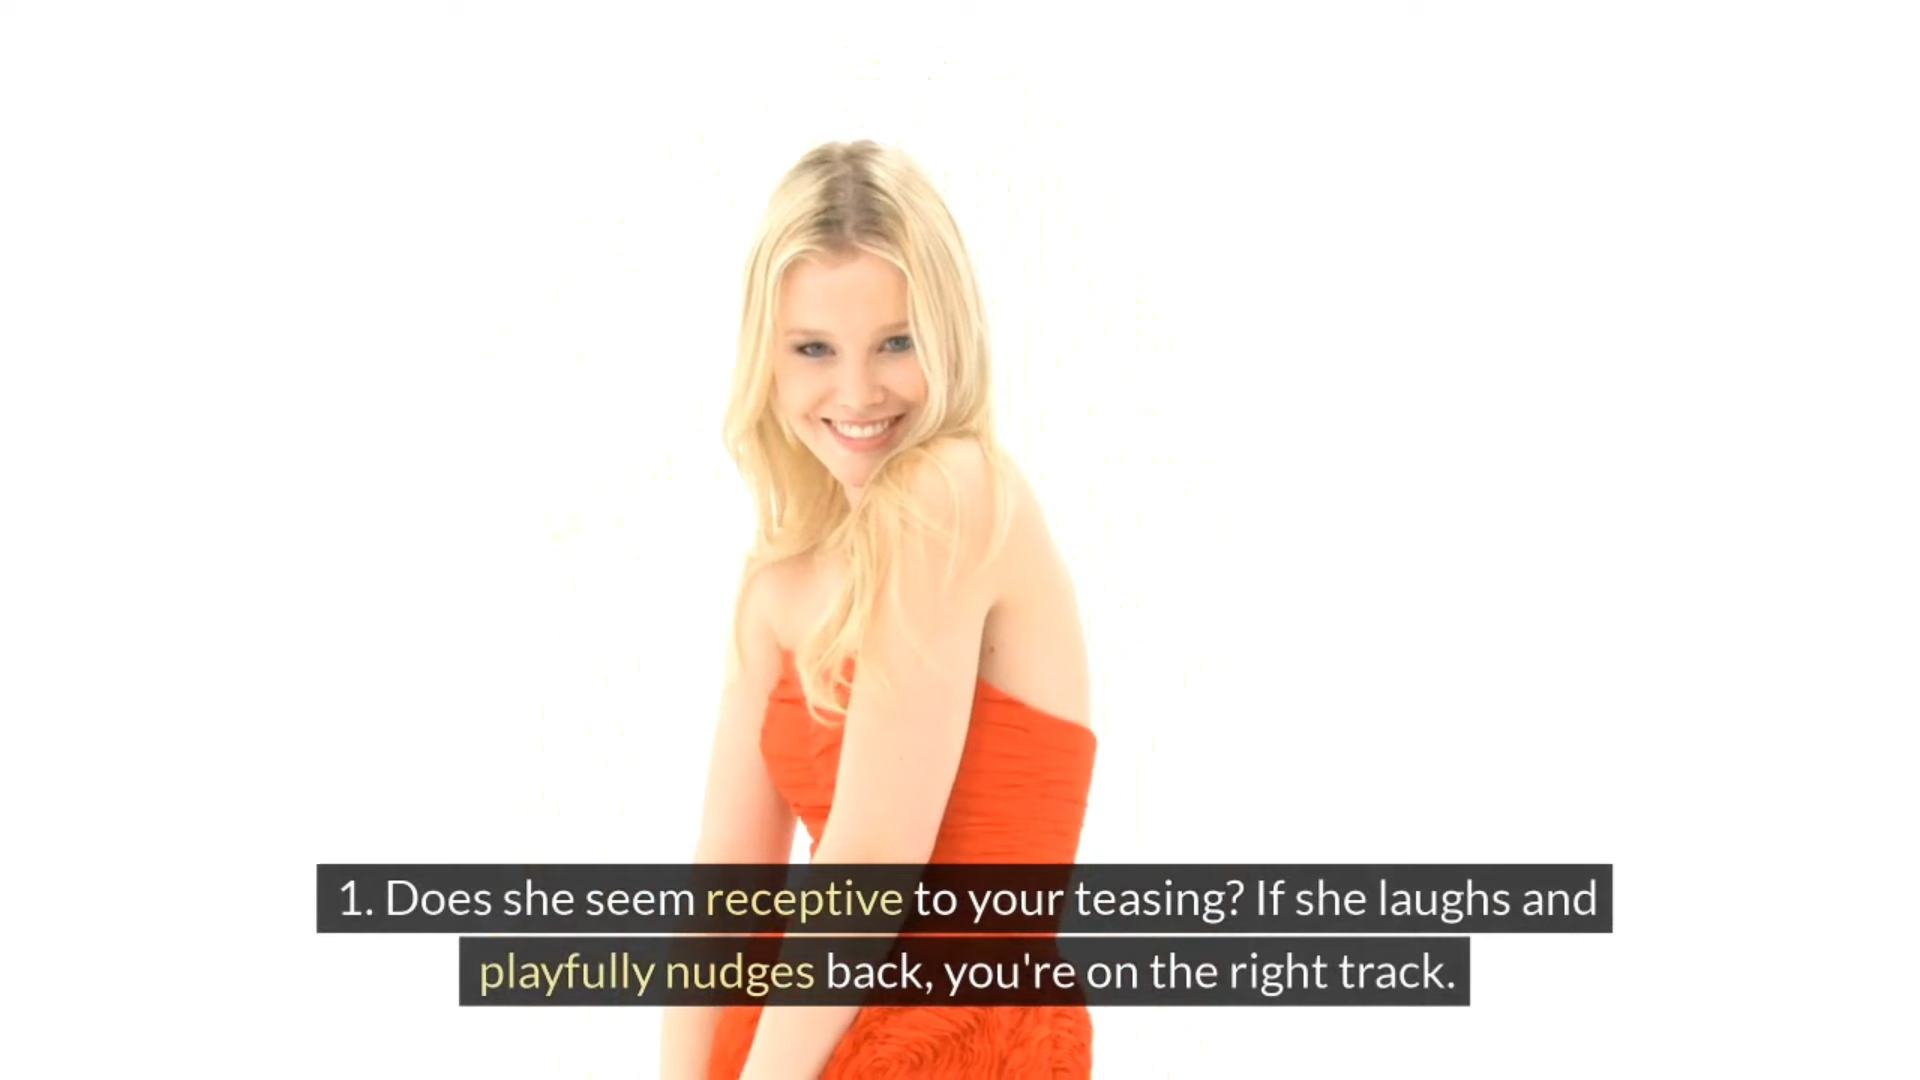 1. Does she seem receptive to your teasing? If she laughs and
playfully nudges back, you're on the right track.